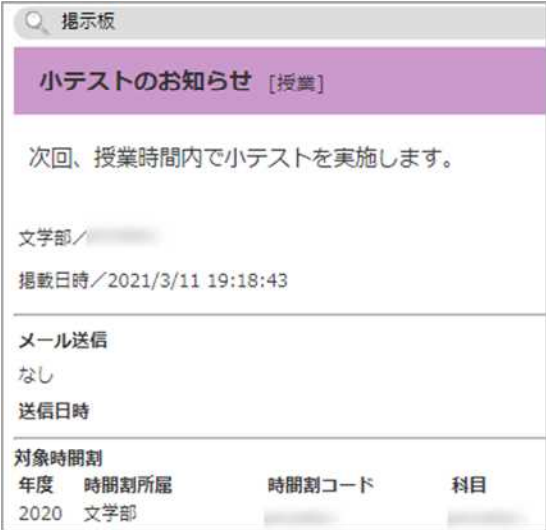 掲示板
小テストのお知らせ [授業]
次回、授業時間内で小テストを実施します。
文学部／
掲載日時／2021/3/11 19:18:43
メール送信
なし
送信日時
対象時間割
年度 時間割所属 時間割コード 科目
2020 文学部